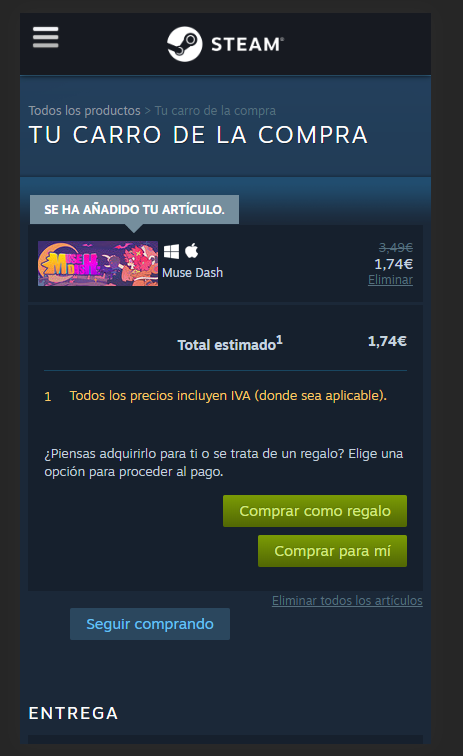 STEAM®
Todos los productos > Tu carro de la compra
TU CARRO DE LA COMPRA
SE HA AÑADIDO TU ARTÍCULO.
MUSE DASH
3,49€
Muse Dash
1,74€
Eliminar
Total estimado1 1,74€
1 Todos los precios incluyen IVA (donde sea aplicable).
¿Piensas adquirirlo para ti o se trata de un regalo? Elige una
opción para proceder al pago.
Comprar como regalo
Comprar para mí
Eliminar todos los artículos
Seguir comprando
ENTREGA